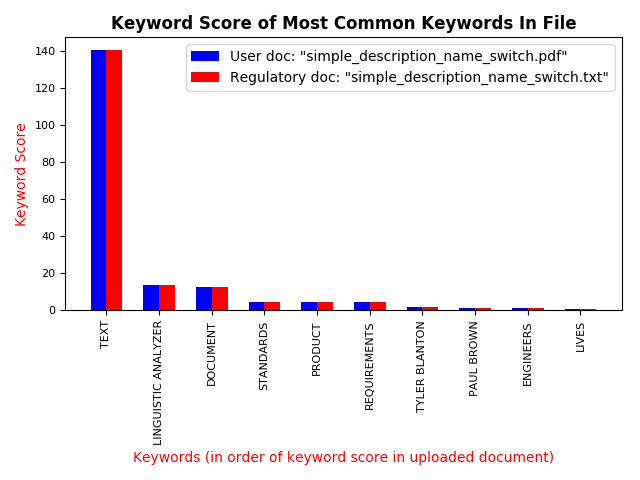 Keyword Score of Most Common Keywords In File
User doc: "simple_description_name_switch.pdf"
Regulatory doc: "simple_description_name_switch.txt"
Keyword Score
140
120
100
80
60
40
20
0
TEXT
LINGUISTIC ANALYZER
DOCUMENT
STANDARDS
PRODUCT
REQUIREMENTS
TYLER BLANTON
PAUL BROWN
ENGINEERS
LIVES
Keywords (in order of keyword score in uploaded document)